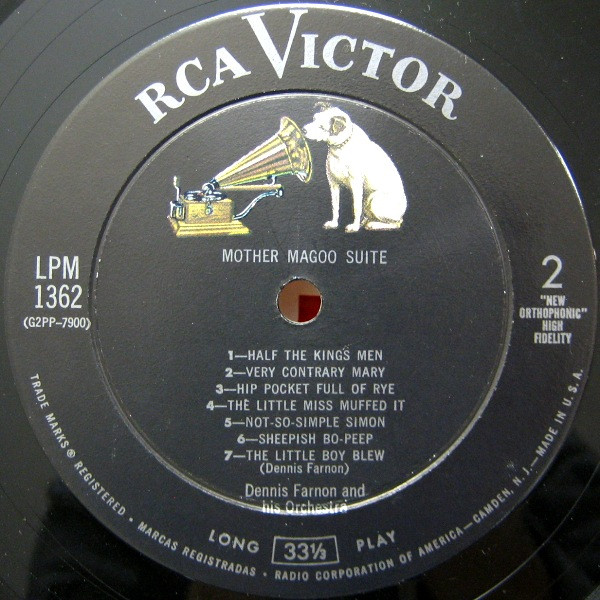 RCA VICTOR
MOTHER MAGOO SUITE
LPM
1362
(G2PP-7900)
2
"NEW
ORTHOPHONIC"
HIGH
FIDELITY
1—HALF THE KINGS MEN
2—VERY CONTRARY MARY
3—HIP POCKET FULL OF RYE
4—THE LITTLE MISS MUFFED IT
5—NOT-SO-SIMPLE SIMON
6—SHEEPISH BO-PEEP
7—THE LITTLE BOY BLEW
(Dennis Farnon)
Dennis Farnon and
his Orchestra
LONG 33⅓ PLAY
TRADE MARKS ® REGISTERED • MARCAS REGISTRADAS • RADIO CORPORATION OF AMERICA—CAMDEN, N. J.—MADE IN U.S.A.